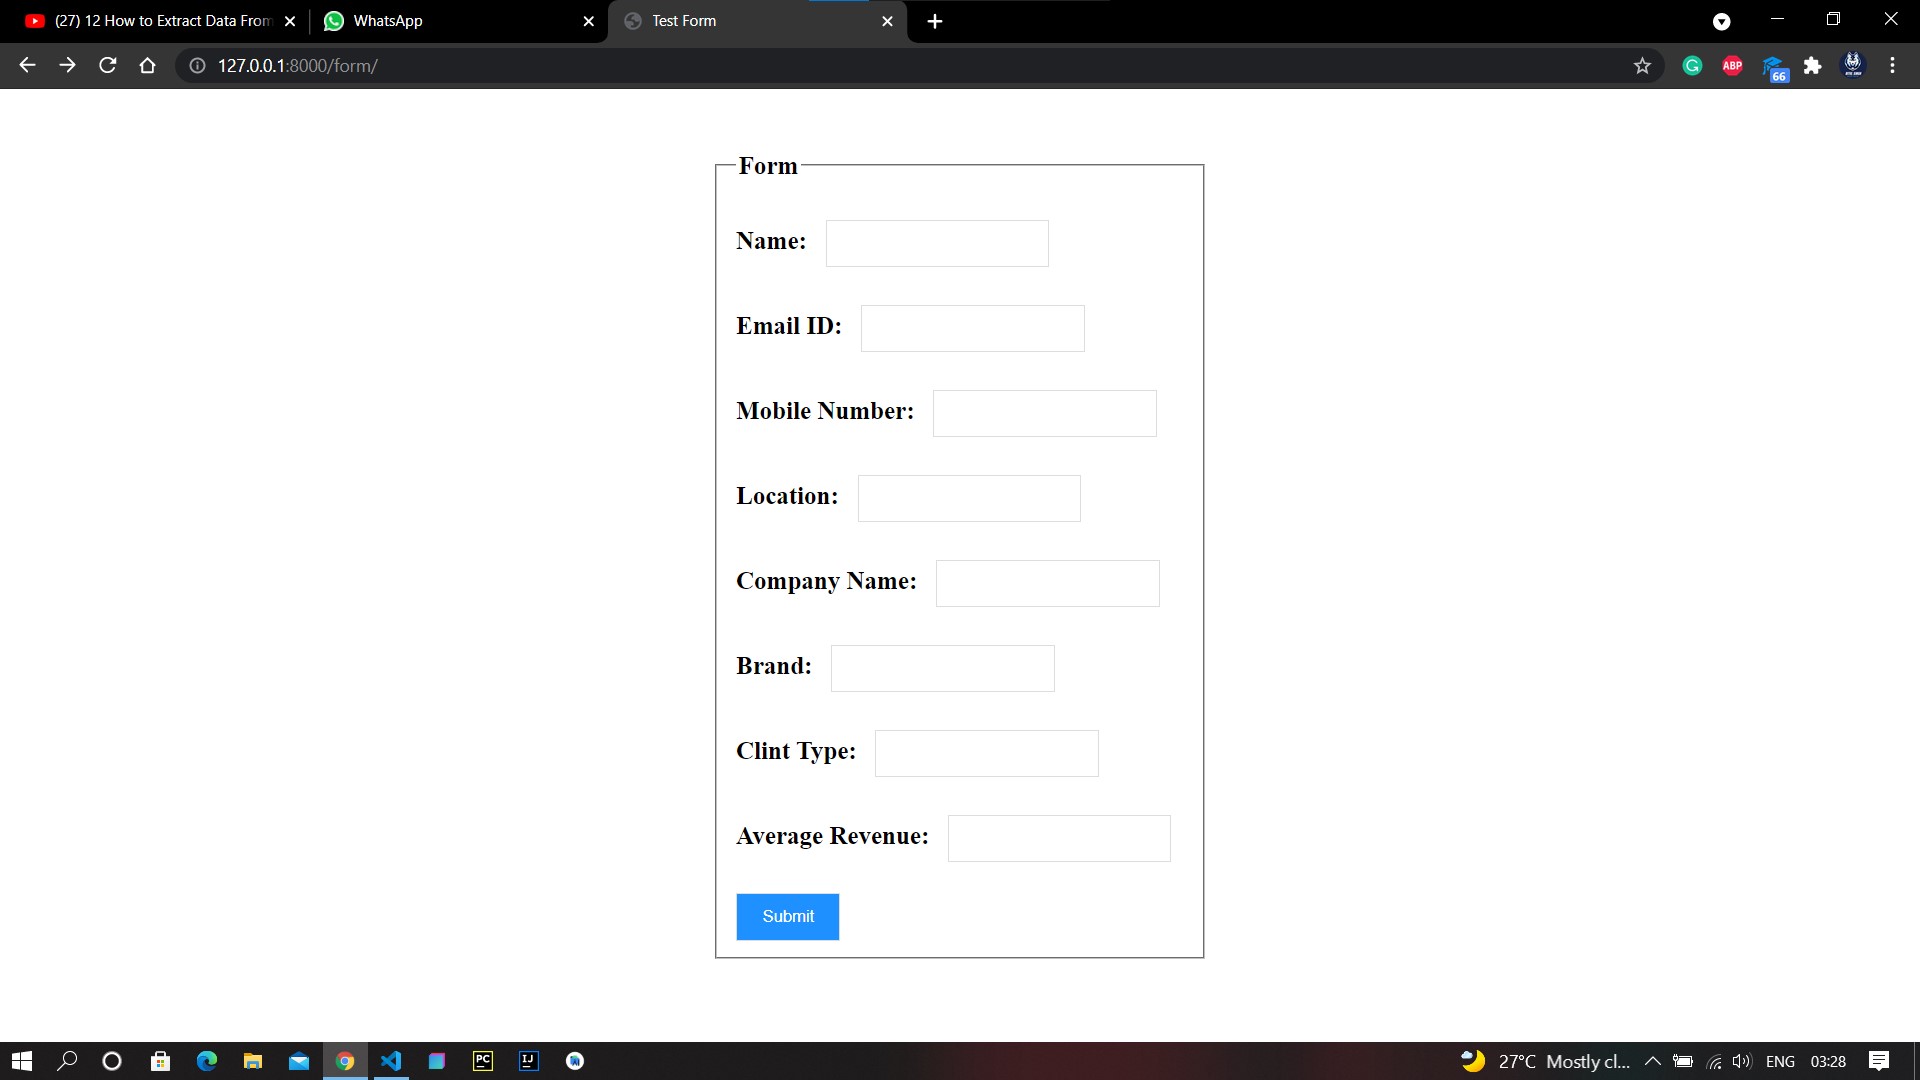 (27) 12 How to Extract Data From
WhatsApp
Test Form
127.0.0.1:8000/form/
ABP
66
Form
Name:
Email ID:
Mobile Number:
Location:
Company Name:
Brand:
Clint Type:
Average Revenue:
Submit
PC
IJ
27°C Mostly cl...
ENG
03:28